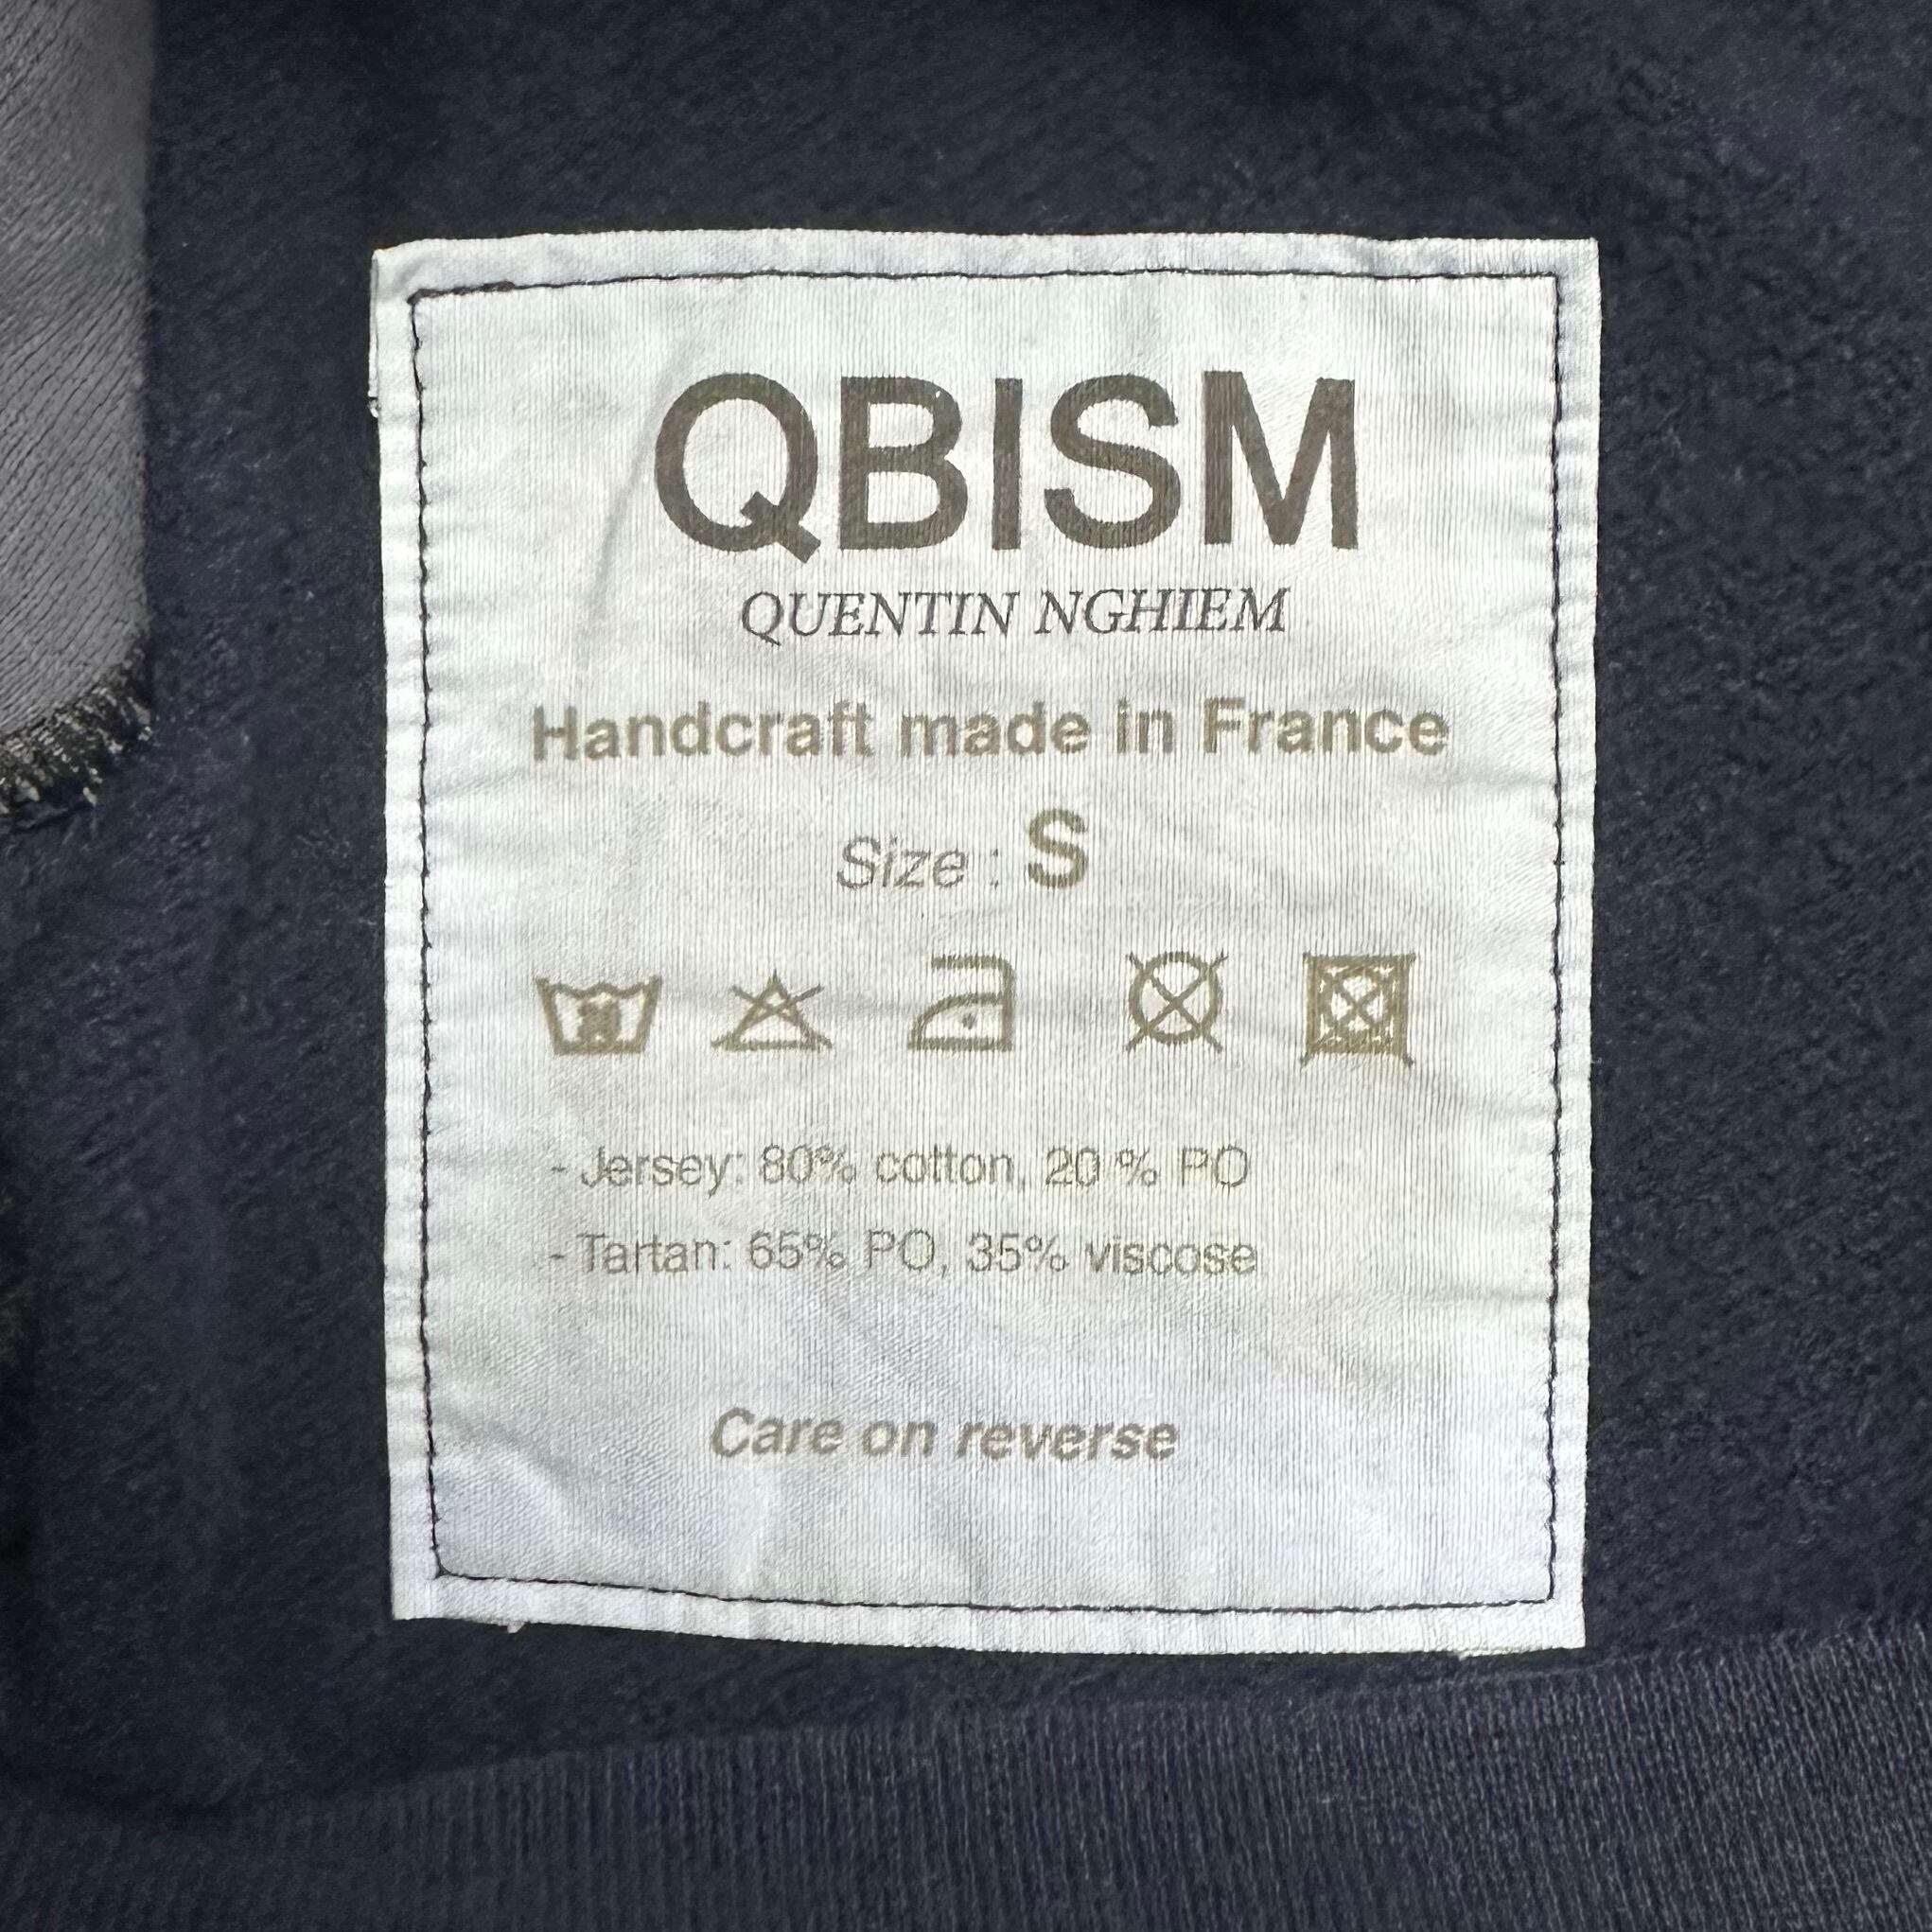 QBISM
QUENTIN NGHIEM
Handcraft made in France
Size : S
- Jersey: 80% cotton, 20 % PO
- Tartan: 65% PO, 35% viscose
Care on reverse